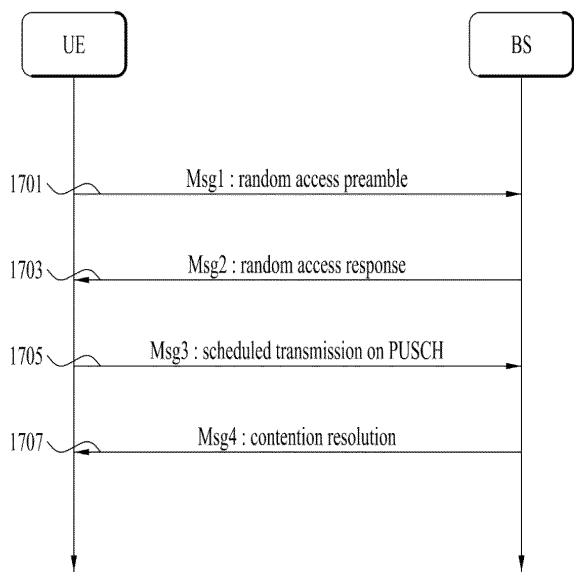 UE
BS
1701
Msg1 : random access preamble
1703
Msg2 : random access response
1705
Msg3 : scheduled transmission on PUSCH
1707
Msg4 : contention resolution